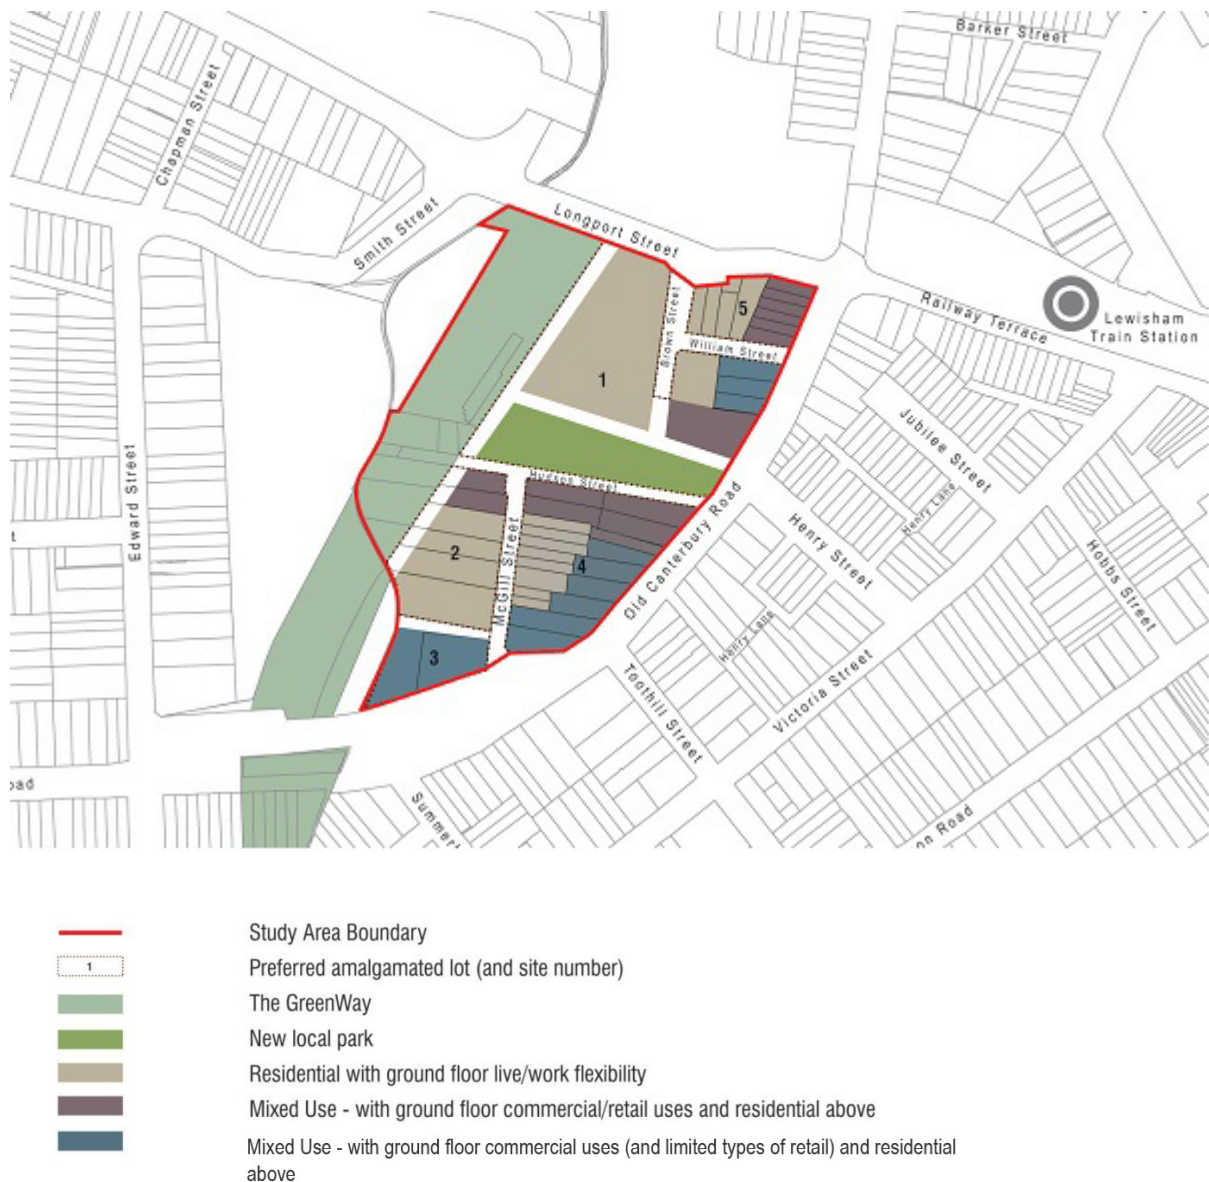 Barker Street
Chapman Street
Smith Street
Longport Street
Railway Terrace
Lewisham
Train Station
Brown Street
5
William Street
1
Jubilee Street
Henry Lane
Edward Street
Hudson Street
Old Canterbury Road
Henry Street
Hobbs Street
2
McGill Street
4
Henry Lane
3
Toothill Street
Victoria Street
t
oad
Summerh
on Road
Study Area Boundary
1
Preferred amalgamated lot (and site number)
The GreenWay
New local park
Residential with ground floor live/work flexibility
Mixed Use - with ground floor commercial/retail uses and residential above
Mixed Use - with ground floor commercial uses (and limited types of retail) and residential
above